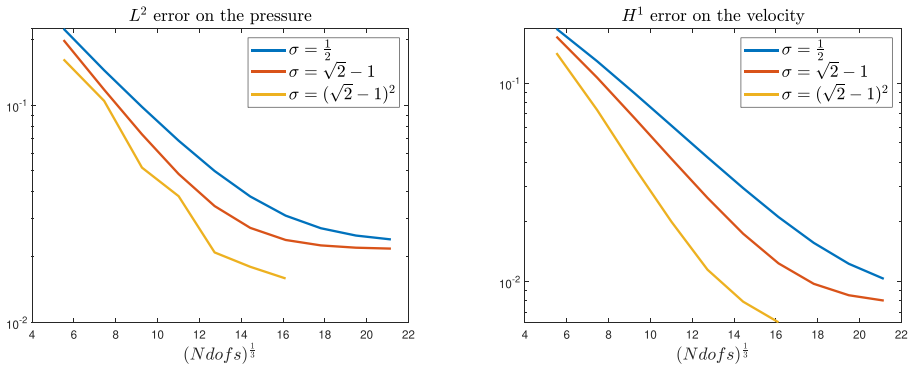 L² error on the pressure
10⁻¹
10⁻²
4 6 8 10 12 14 16 18 20 22
(Ndofs)^{1/3}
σ = 1/2
σ = √2 − 1
σ = (√2 − 1)²
H¹ error on the velocity
10⁻¹
10⁻²
4 6 8 10 12 14 16 18 20 22
(Ndofs)^{1/3}
σ = 1/2
σ = √2 − 1
σ = (√2 − 1)²